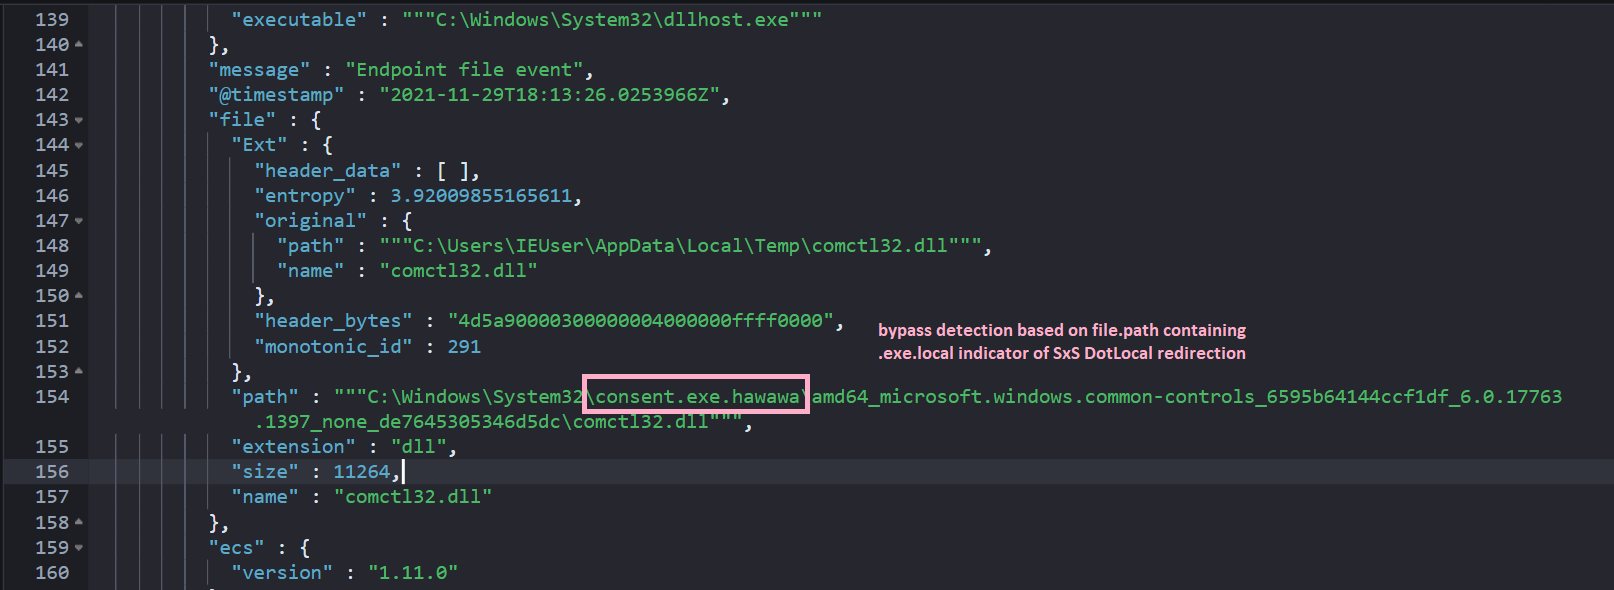 139 "executable" : """C:\Windows\System32\dllhost.exe"""
140 },
141 "message" : "Endpoint file event",
142 "@timestamp" : "2021-11-29T18:13:26.0253966Z",
143 "file" : {
144 "Ext" : {
145 "header_data" : [ ],
146 "entropy" : 3.92009855165611,
147 "original" : {
148 "path" : """C:\Users\IEUser\AppData\Local\Temp\comctl32.dll""",
149 "name" : "comctl32.dll"
150 },
151 "header_bytes" : "4d5a90000300000004000000ffff0000",
bypass detection based on file.path containing
152 "monotonic_id" : 291
.exe.local indicator of SxS DotLocal redirection
153 },
154 "path" : """C:\Windows\System32\consent.exe.hawawa\amd64_microsoft.windows.common-controls_6595b64144ccf1df_6.0.17763
.1397_none_de7645305346d5dc\comctl32.dll""",
155 "extension" : "dll",
156 "size" : 11264,
157 "name" : "comctl32.dll"
158 },
159 "ecs" : {
160 "version" : "1.11.0"